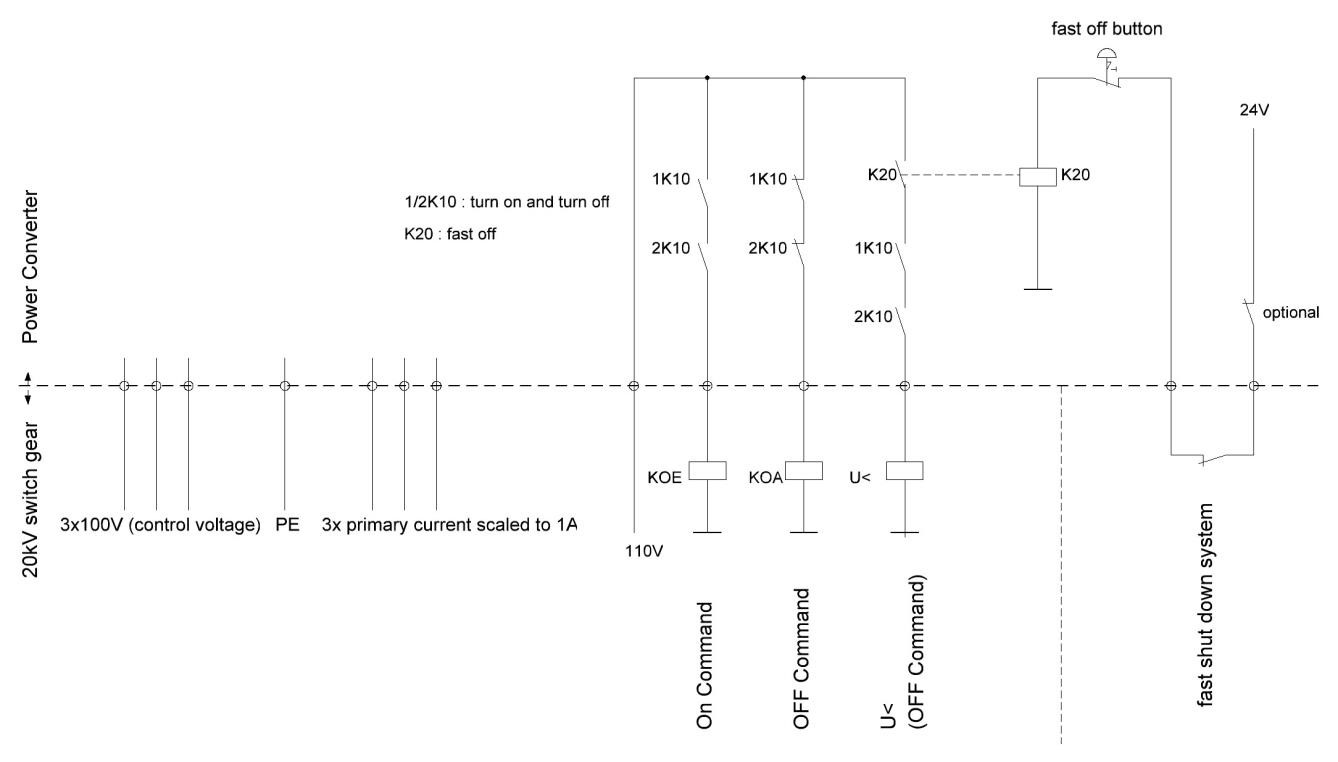 fast off button
24V
1K10
1K10
K20
K20
1/2K10 : turn on and turn off
K20 : fast off
2K10
2K10
1K10
2K10
optional
Power Converter
20kV switch gear
KOE
KOA
U<
3x100V (control voltage)
PE
3x primary current scaled to 1A
110V
On Command
OFF Command
U<
(OFF Command)
fast shut down system